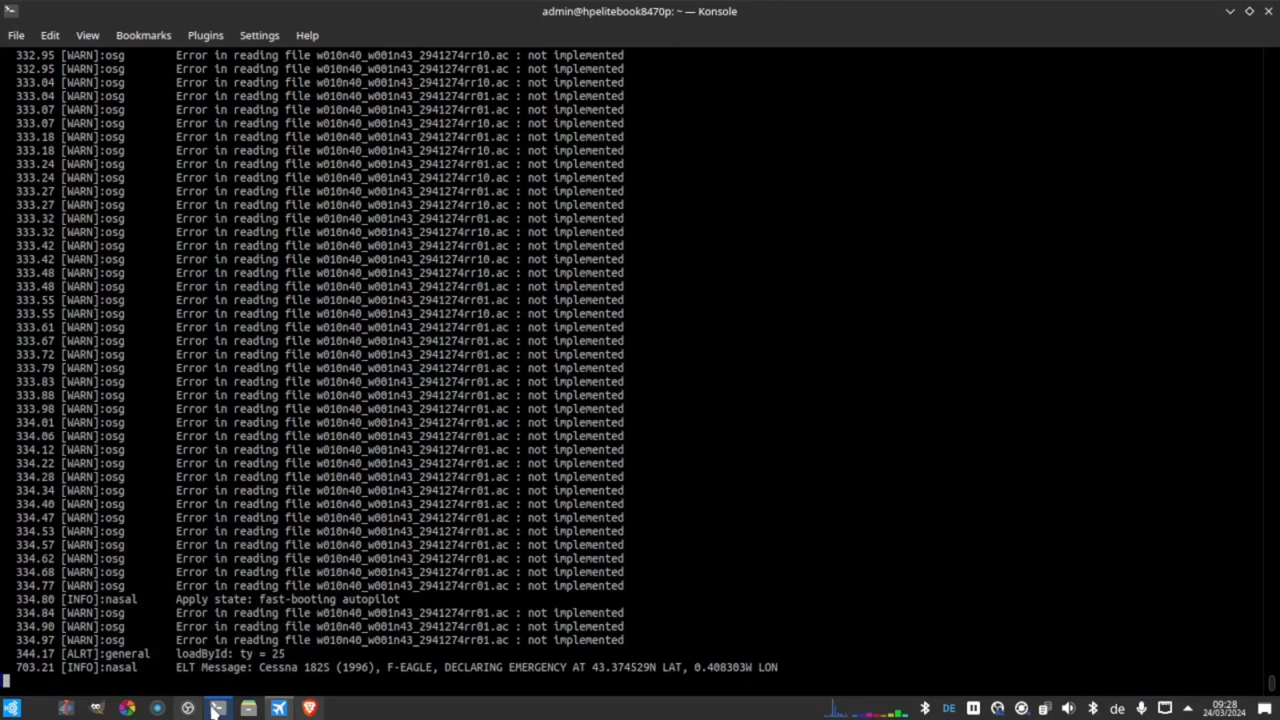 admin@hpelitebook8470p: ~ — Konsole
File Edit View Bookmarks Plugins Settings Help
332.95 [WARN]:osg Error in reading file w010n40_w001n43_2941274rr10.ac : not implemented
332.95 [WARN]:osg Error in reading file w010n40_w001n43_2941274rr01.ac : not implemented
333.04 [WARN]:osg Error in reading file w010n40_w001n43_2941274rr10.ac : not implemented
333.04 [WARN]:osg Error in reading file w010n40_w001n43_2941274rr01.ac : not implemented
333.07 [WARN]:osg Error in reading file w010n40_w001n43_2941274rr01.ac : not implemented
333.07 [WARN]:osg Error in reading file w010n40_w001n43_2941274rr10.ac : not implemented
333.18 [WARN]:osg Error in reading file w010n40_w001n43_2941274rr10.ac : not implemented
333.18 [WARN]:osg Error in reading file w010n40_w001n43_2941274rr01.ac : not implemented
333.24 [WARN]:osg Error in reading file w010n40_w001n43_2941274rr01.ac : not implemented
333.24 [WARN]:osg Error in reading file w010n40_w001n43_2941274rr10.ac : not implemented
333.27 [WARN]:osg Error in reading file w010n40_w001n43_2941274rr01.ac : not implemented
333.27 [WARN]:osg Error in reading file w010n40_w001n43_2941274rr10.ac : not implemented
333.32 [WARN]:osg Error in reading file w010n40_w001n43_2941274rr01.ac : not implemented
333.32 [WARN]:osg Error in reading file w010n40_w001n43_2941274rr10.ac : not implemented
333.42 [WARN]:osg Error in reading file w010n40_w001n43_2941274rr01.ac : not implemented
333.42 [WARN]:osg Error in reading file w010n40_w001n43_2941274rr10.ac : not implemented
333.48 [WARN]:osg Error in reading file w010n40_w001n43_2941274rr10.ac : not implemented
333.48 [WARN]:osg Error in reading file w010n40_w001n43_2941274rr01.ac : not implemented
333.55 [WARN]:osg Error in reading file w010n40_w001n43_2941274rr01.ac : not implemented
333.55 [WARN]:osg Error in reading file w010n40_w001n43_2941274rr10.ac : not implemented
333.61 [WARN]:osg Error in reading file w010n40_w001n43_2941274rr01.ac : not implemented
333.67 [WARN]:osg Error in reading file w010n40_w001n43_2941274rr01.ac : not implemented
333.72 [WARN]:osg Error in reading file w010n40_w001n43_2941274rr01.ac : not implemented
333.79 [WARN]:osg Error in reading file w010n40_w001n43_2941274rr01.ac : not implemented
333.83 [WARN]:osg Error in reading file w010n40_w001n43_2941274rr01.ac : not implemented
333.88 [WARN]:osg Error in reading file w010n40_w001n43_2941274rr01.ac : not implemented
333.98 [WARN]:osg Error in reading file w010n40_w001n43_2941274rr01.ac : not implemented
334.01 [WARN]:osg Error in reading file w010n40_w001n43_2941274rr01.ac : not implemented
334.06 [WARN]:osg Error in reading file w010n40_w001n43_2941274rr01.ac : not implemented
334.12 [WARN]:osg Error in reading file w010n40_w001n43_2941274rr01.ac : not implemented
334.22 [WARN]:osg Error in reading file w010n40_w001n43_2941274rr01.ac : not implemented
334.28 [WARN]:osg Error in reading file w010n40_w001n43_2941274rr01.ac : not implemented
334.34 [WARN]:osg Error in reading file w010n40_w001n43_2941274rr01.ac : not implemented
334.40 [WARN]:osg Error in reading file w010n40_w001n43_2941274rr01.ac : not implemented
334.47 [WARN]:osg Error in reading file w010n40_w001n43_2941274rr01.ac : not implemented
334.53 [WARN]:osg Error in reading file w010n40_w001n43_2941274rr01.ac : not implemented
334.57 [WARN]:osg Error in reading file w010n40_w001n43_2941274rr01.ac : not implemented
334.62 [WARN]:osg Error in reading file w010n40_w001n43_2941274rr01.ac : not implemented
334.68 [WARN]:osg Error in reading file w010n40_w001n43_2941274rr01.ac : not implemented
334.77 [WARN]:osg Error in reading file w010n40_w001n43_2941274rr01.ac : not implemented
334.80 [INFO]:nasal Apply state: fast-booting autopilot
334.84 [WARN]:osg Error in reading file w010n40_w001n43_2941274rr01.ac : not implemented
334.90 [WARN]:osg Error in reading file w010n40_w001n43_2941274rr01.ac : not implemented
334.97 [WARN]:osg Error in reading file w010n40_w001n43_2941274rr01.ac : not implemented
344.17 [ALRT]:general loadById: ty = 25
703.21 [INFO]:nasal ELT Message: Cessna 182S (1996), F-EAGLE, DECLARING EMERGENCY AT 43.374529N LAT, 0.408303W LON
DE de 09:28
24/03/2024